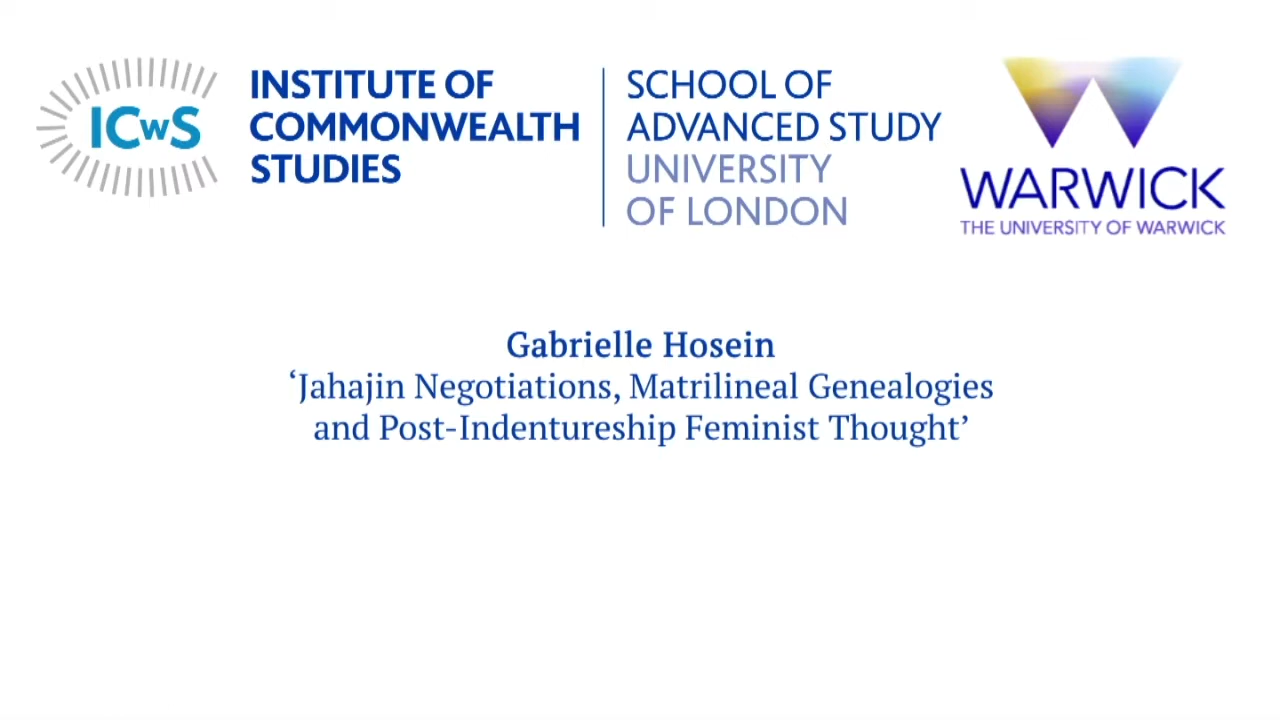 ICwS
INSTITUTE OF
COMMONWEALTH
STUDIES
SCHOOL OF
ADVANCED STUDY
UNIVERSITY
OF LONDON
WARWICK
THE UNIVERSITY OF WARWICK
Gabrielle Hosein
‘Jahajin Negotiations, Matrilineal Genealogies
and Post-Indentureship Feminist Thought’